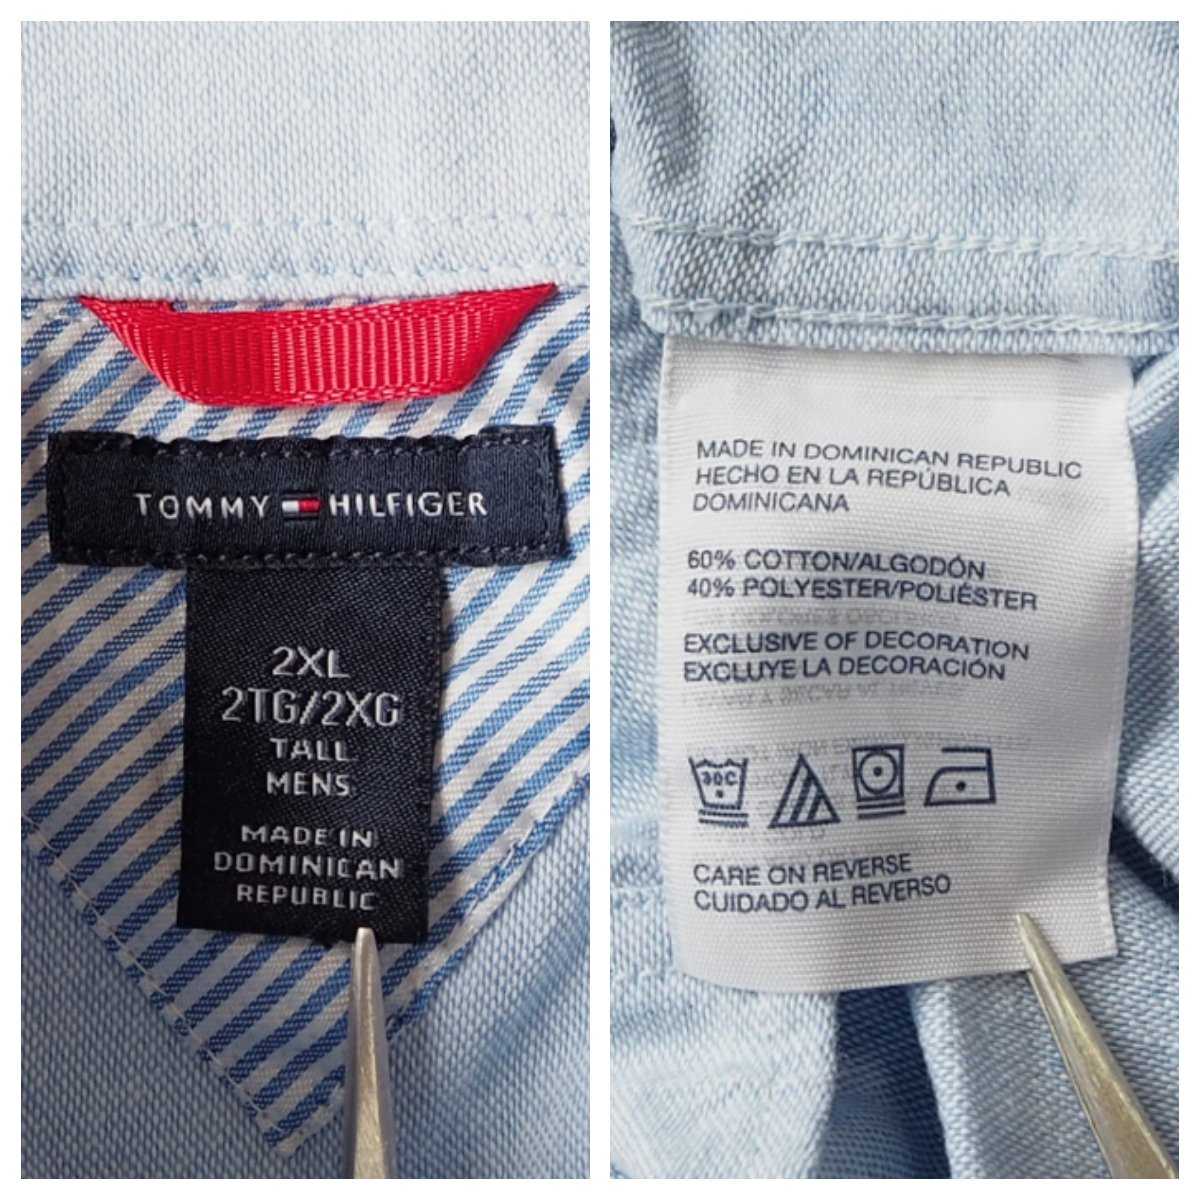 TOMMY HILFIGER
2XL
2TG/2XG
TALL
MENS
MADE IN
DOMINICAN
REPUBLIC
MADE IN DOMINICAN REPUBLIC
HECHO EN LA REPÚBLICA
DOMINICANA
60% COTTON/ALGODÓN
40% POLYESTER/POLIÉSTER
EXCLUSIVE OF DECORATION
EXCLUYE LA DECORACIÓN
30C
CARE ON REVERSE
CUIDADO AL REVERSO